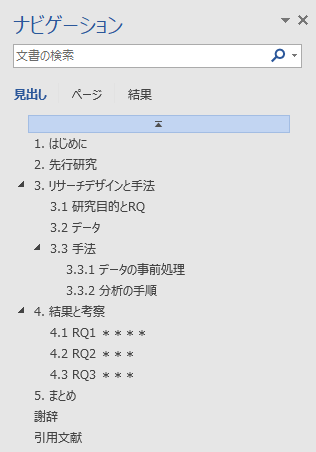 ナビゲーション
文書の検索
見出し ページ 結果
1. はじめに
2. 先行研究
3. リサーチデザインと手法
3.1 研究目的とRQ
3.2 データ
3.3 手法
3.3.1 データの事前処理
3.3.2 分析の手順
4. 結果と考察
4.1 RQ1 ＊＊＊＊
4.2 RQ2 ＊＊＊
4.3 RQ3 ＊＊＊
5. まとめ
謝辞
引用文献